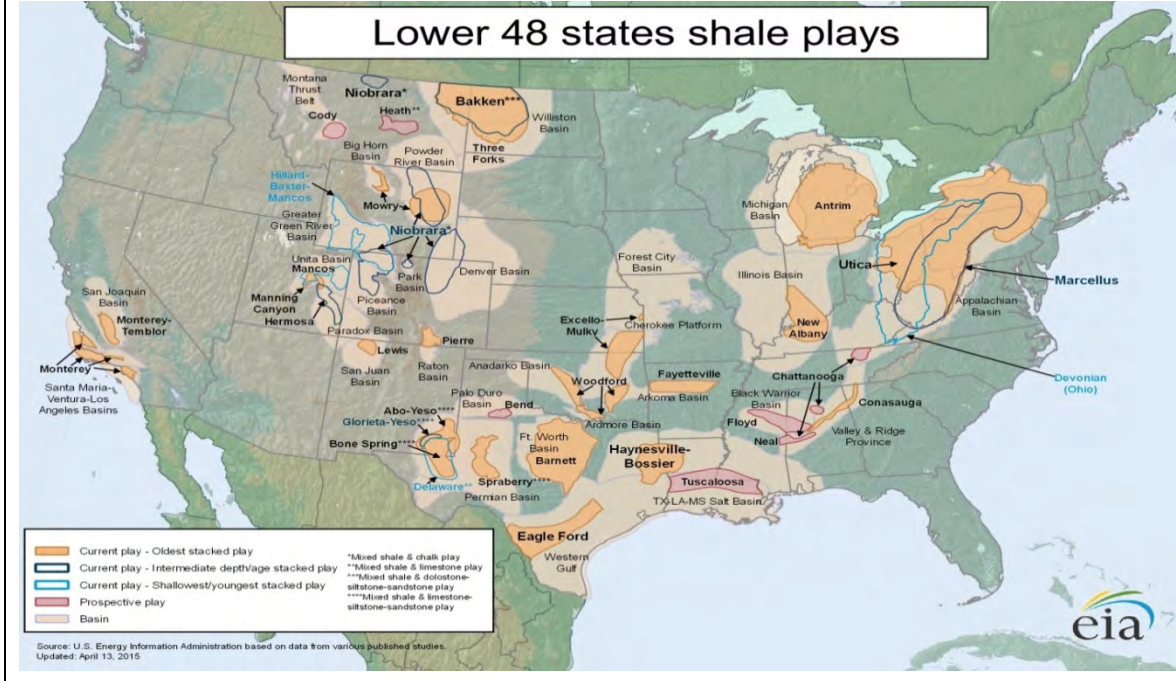 Lower 48 states shale plays
Montana
Thrust
Belt
Niobrara*
Cody
Heath**
Bakken***
Williston
Basin
Big Horn
Basin
Powder
River Basin
Three
Forks
Hillard-
Baxter-
Mancos
Mowry
Greater
Green River
Basin
Niobrara*
Michigan
Basin
Antrim
Uinta Basin
Mancos
Park
Basin
Denver Basin
Forest City
Basin
Illinois Basin
Utica
Marcellus
Appalachian
Basin
San Joaquin
Basin
Monterey-
Temblor
Manning
Canyon
Hermosa
Piceance
Basin
Paradox Basin
Excello-
Mulky
Cherokee Platform
New
Albany
Pierre
Lewis
Monterey
Santa Maria-
Ventura-Los
Angeles Basins
San Juan
Basin
Raton
Basin
Anadarko Basin
Woodford
Fayetteville
Arkoma Basin
Chattanooga
Devonian
(Ohio)
Palo Duro
Basin
Bend
Black Warrior
Basin
Conasauga
Abo-Yeso****
Glorieta-Yeso****
Ardmore Basin
Floyd
Neal
Valley & Ridge
Province
Bone Spring****
Ft. Worth
Basin
Barnett
Haynesville-
Bossier
Delaware**
Spraberry****
Permian Basin
Tuscaloosa
TX-LA-MS Salt Basin
Eagle Ford
Western
Gulf
Current play - Oldest stacked play
Current play - Intermediate depth/age stacked play
Current play - Shallowest/youngest stacked play
Prospective play
Basin
*Mixed shale & chalk play
**Mixed shale & limestone play
***Mixed shale & dolostone-
siltstone-sandstone play
****Mixed shale & limestone-
siltstone-sandstone play
eia
Source: U.S. Energy Information Administration based on data from various published studies.
Updated: April 13, 2015